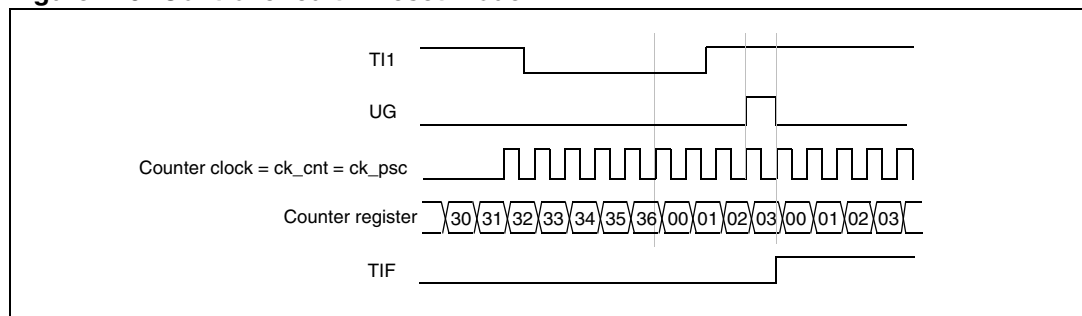 TI1
UG
Counter clock = ck_cnt = ck_psc
Counter register 30 31 32 33 34 35 36 00 01 02 03 00 01 02 03
TIF